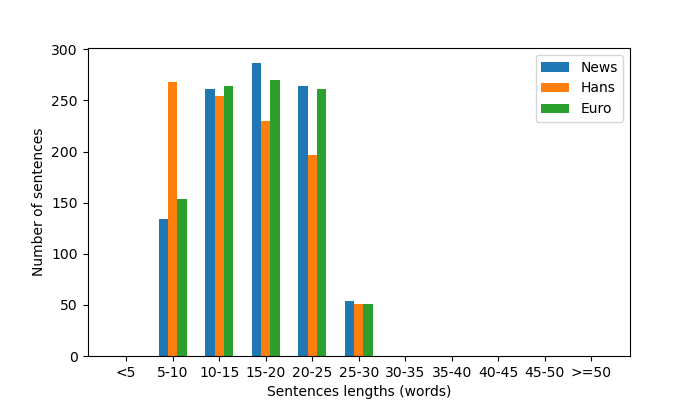 300
250
200
150
100
50
0
Number of sentences
News
Hans
Euro
<5 5-10 10-15 15-20 20-25 25-30 30-35 35-40 40-45 45-50 >=50
Sentences lengths (words)